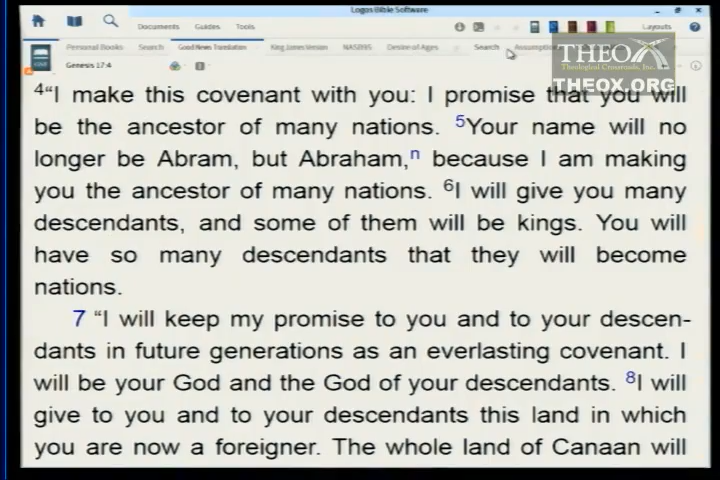 Logos Bible Software
Documents Guides Tools
Layouts
Personal Books Search Good News Translation King James Version NASB95 Desire of Ages Search Assumption
Genesis 17:4
THEOX
Theological Crossroads, Inc.
THEOX.ORG
4“I make this covenant with you: I promise that you will
be the ancestor of many nations. 5Your name will no
longer be Abram, but Abraham,n because I am making
you the ancestor of many nations. 6I will give you many
descendants, and some of them will be kings. You will
have so many descendants that they will become
nations.
7 “I will keep my promise to you and to your descen-
dants in future generations as an everlasting covenant. I
will be your God and the God of your descendants. 8I will
give to you and to your descendants this land in which
you are now a foreigner. The whole land of Canaan will